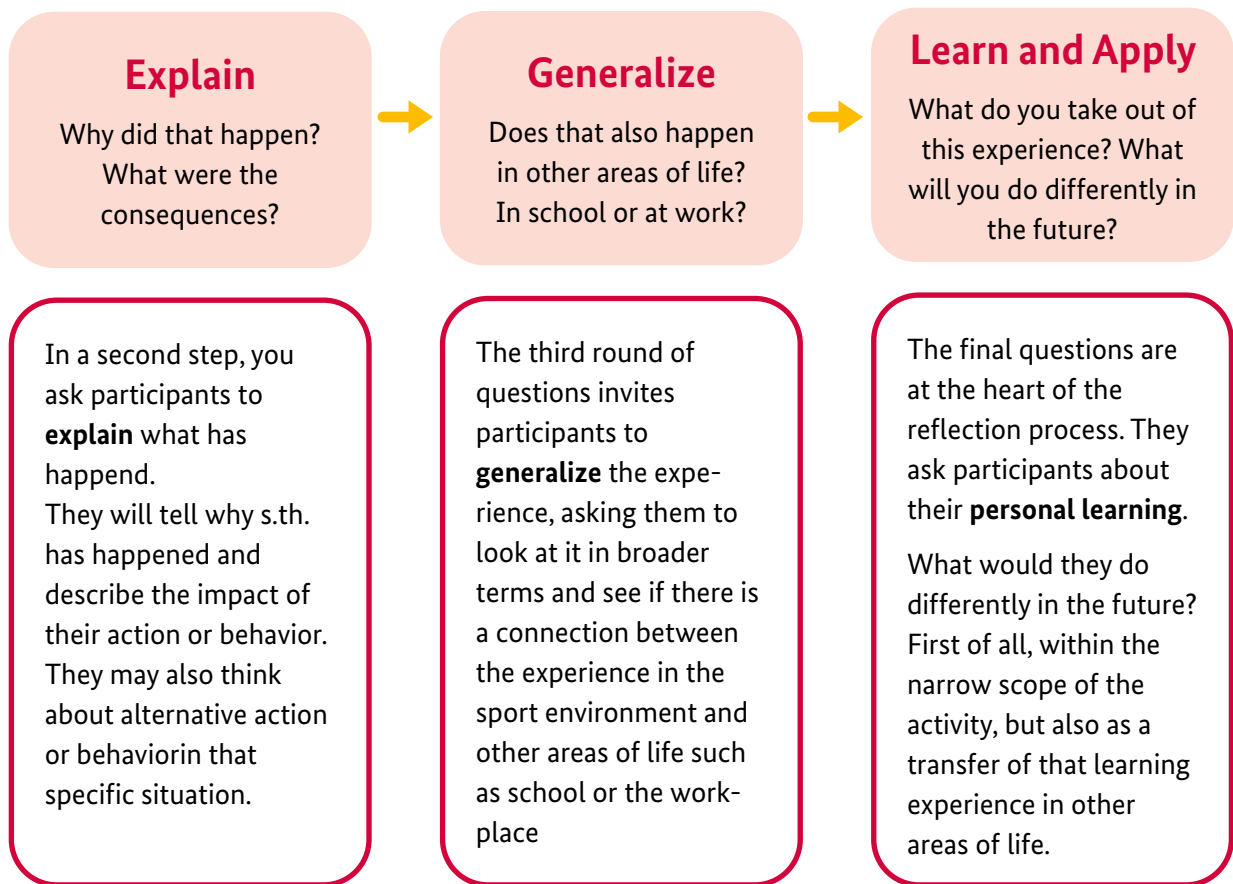 Explain
Why did that happen?
What were the
consequences?
Generalize
Does that also happen
in other areas of life?
In school or at work?
Learn and Apply
What do you take out of
this experience? What
will you do differently in
the future?
In a second step, you
ask participants to
explain what has
happend.
They will tell why s.th.
has happened and
describe the impact of
their action or behavior.
They may also think
about alternative action
or behaviorin that
specific situation.
The third round of
questions invites
participants to
generalize the expe-
rience, asking them to
look at it in broader
terms and see if there is
a connection between
the experience in the
sport environment and
other areas of life such
as school or the work-
place
The final questions are
at the heart of the
reflection process. They
ask participants about
their personal learning.
What would they do
differently in the future?
First of all, within the
narrow scope of the
activity, but also as a
transfer of that learning
experience in other
areas of life.